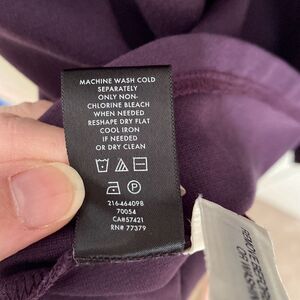 MACHINE WASH COLD
SEPARATELY
ONLY NON-
CHLORINE BLEACH
WHEN NEEDED
RESHAPE DRY FLAT
COOL IRON
IF NEEDED
OR DRY CLEAN
P
216-464098
70054
CA#57421
RN# 77379